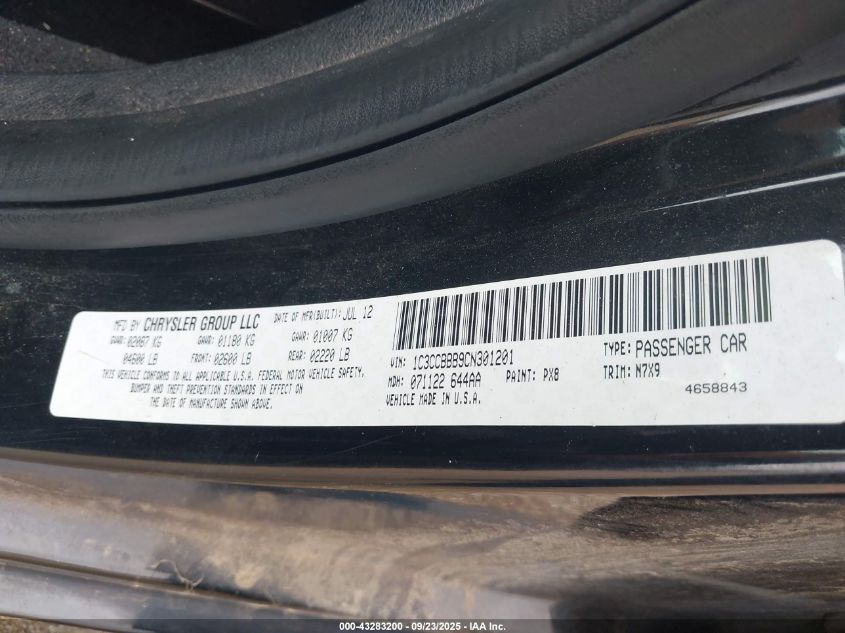 MFD BY CHRYSLER GROUP LLC DATE OF MFR(BUILT): JUL 12
GVWR: 02087 KG GAWR: 01180 KG GAWR: 01007 KG
04600 LB FRONT: 02600 LB REAR: 02220 LB
THIS VEHICLE CONFORMS TO ALL APPLICABLE U.S.A. FEDERAL MOTOR VEHICLE SAFETY,
BUMPER AND THEFT PREVENTION STANDARDS IN EFFECT ON
THE DATE OF MANUFACTURE SHOWN ABOVE.
VIN: 1C3CCBBB9CN301201 TYPE: PASSENGER CAR
MDH: 071122 644AA PAINT: PX8 TRIM: N7X9
VEHICLE MADE IN U.S.A. 4658843
000-43283200 - 09/23/2025 - IAA Inc.